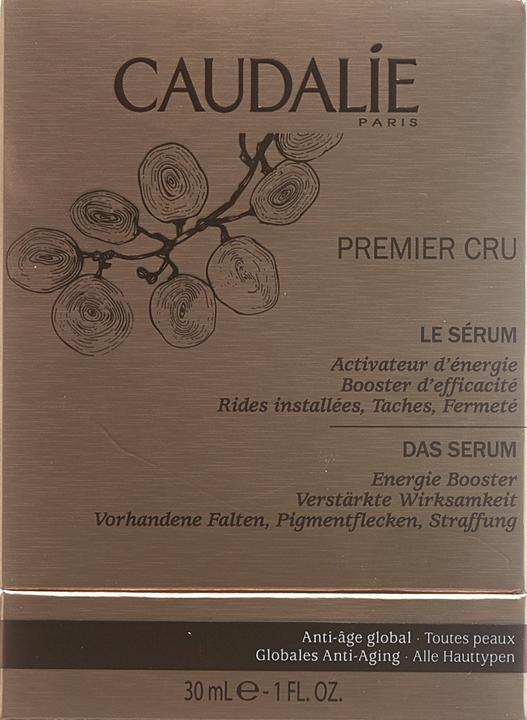 CAUDALÍE
PARIS
PREMIER CRU
LE SÉRUM
Activateur d'énergie
Booster d'efficacité
Rides installées, Taches, Fermeté
DAS SERUM
Energie Booster
Verstärkte Wirksamkeit
Vorhandene Falten, Pigmentflecken, Straffung
Anti-âge global · Toutes peaux
Globales Anti-Aging · Alle Hauttypen
30 mL ℮ - 1 FL. OZ.